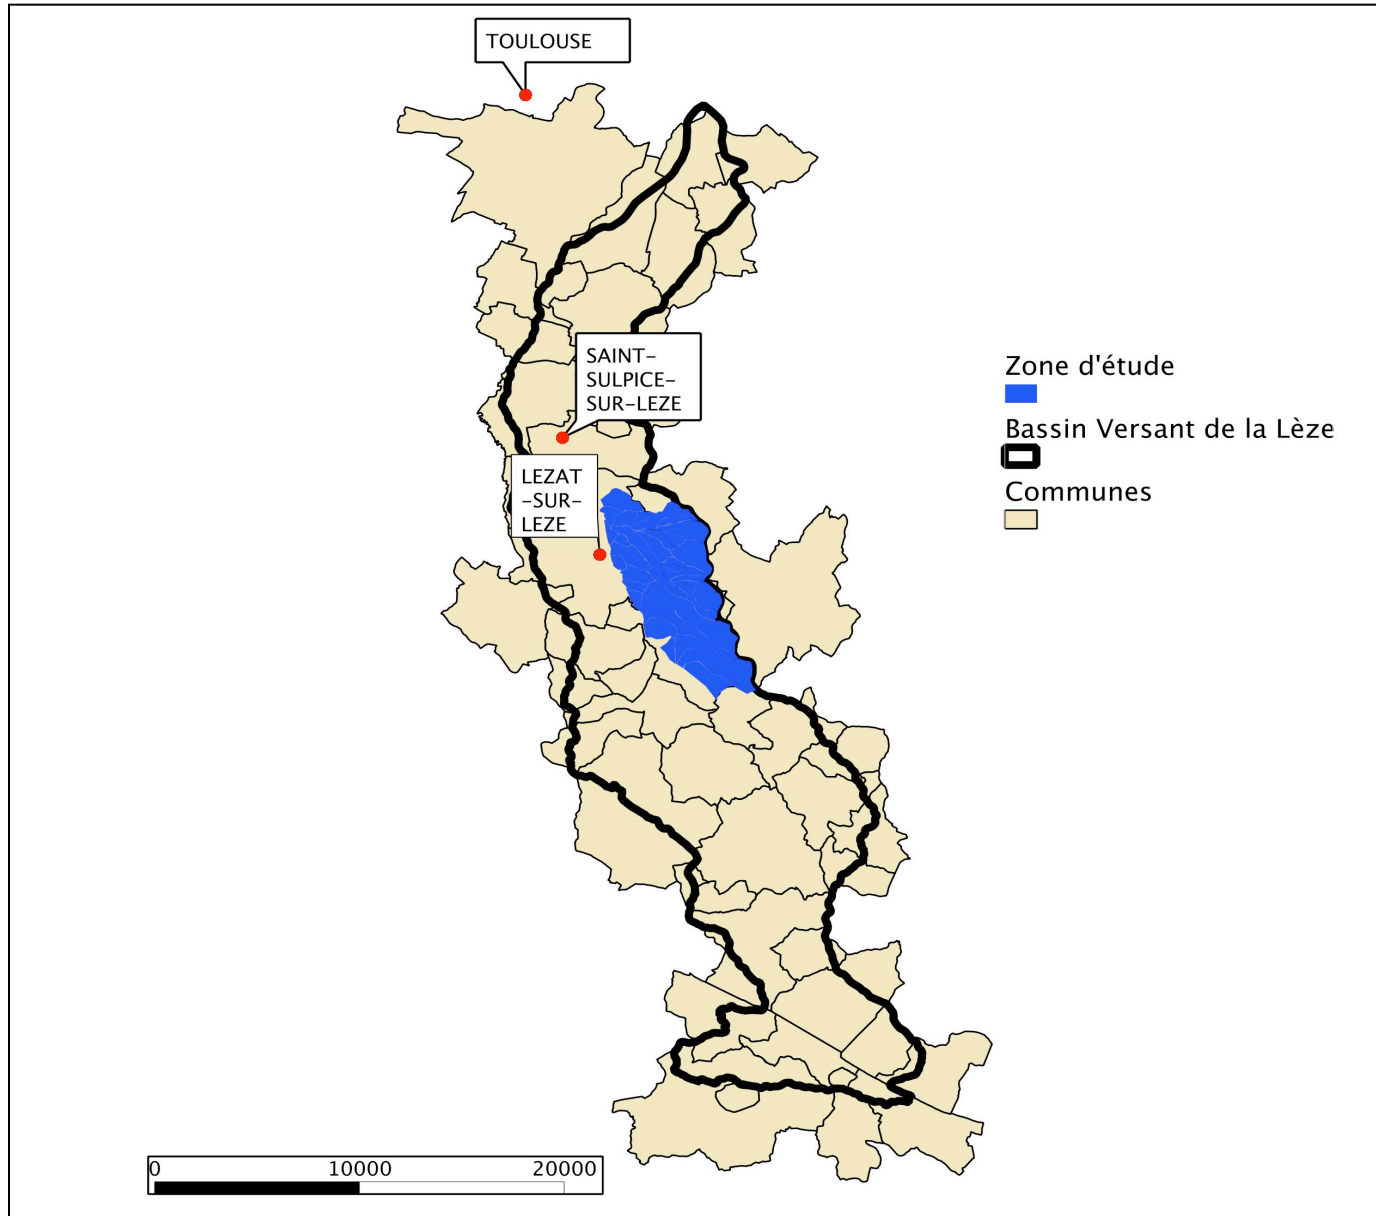 TOULOUSE
SAINT-
SULPICE-
SUR-LEZE
LEZAT
-SUR-
LEZE
Zone d'étude
Bassin Versant de la Lèze
Communes
0 10000 20000